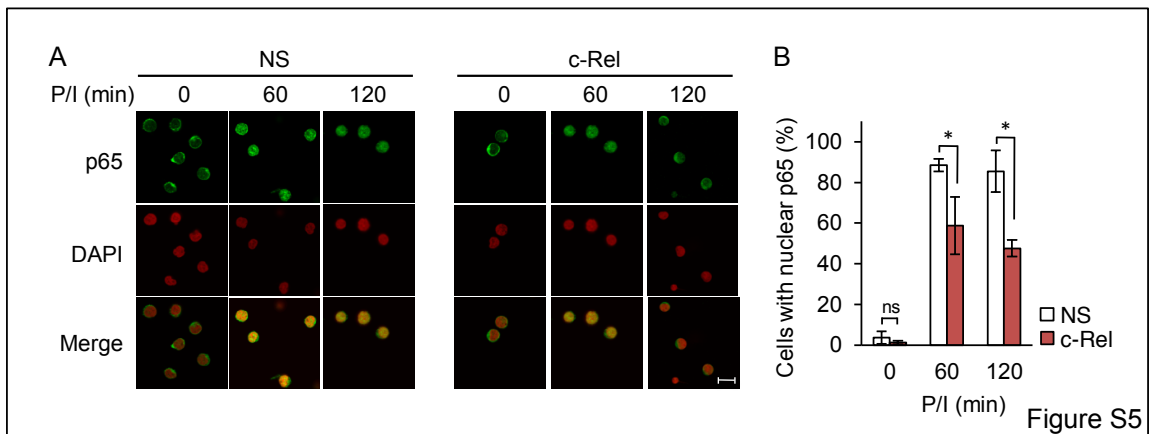 A
NS
c-Rel
P/I (min)
0
60
120
0
60
120
p65
DAPI
Merge
B
Cells with nuclear p65 (%)
100
80
60
40
20
0
ns
*
*
NS
c-Rel
0
60
120
P/I (min)
Figure S5